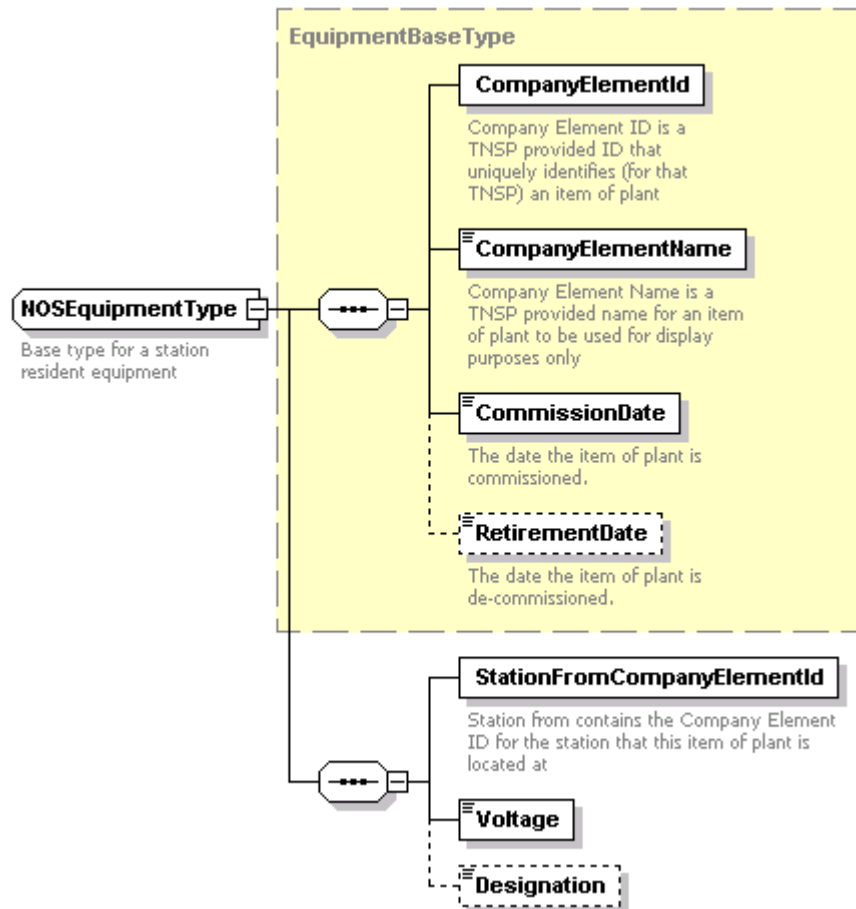 EquipmentBaseType
CompanyElementId
Company Element ID is a
TNSP provided ID that
uniquely identifies (for that
TNSP) an item of plant
CompanyElementName
Company Element Name is a
TNSP provided name for an item
of plant to be used for display
purposes only
NOSEquipmentType
Base type for a station
resident equipment
CommissionDate
The date the item of plant is
commissioned.
RetirementDate
The date the item of plant is
de-commissioned.
StationFromCompanyElementId
Station from contains the Company Element
ID for the station that this item of plant is
located at
Voltage
Designation